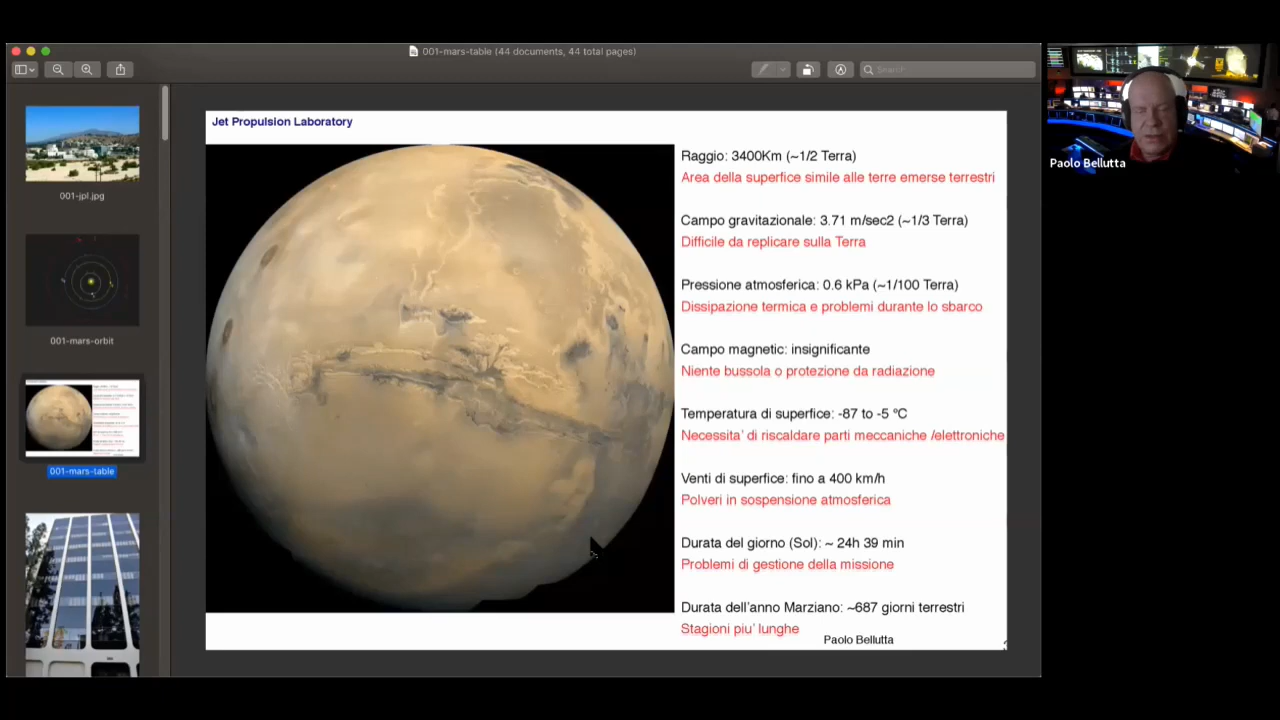 001-mars-table (44 documents, 44 total pages)
Search
001-jpl.jpg
001-mars-orbit
001-mars-table
Jet Propulsion Laboratory
Raggio: 3400Km (~1/2 Terra)
Area della superfice simile alle terre emerse terrestri
Campo gravitazionale: 3.71 m/sec2 (~1/3 Terra)
Difficile da replicare sulla Terra
Pressione atmosferica: 0.6 kPa (~1/100 Terra)
Dissipazione termica e problemi durante lo sbarco
Campo magnetic: insignificante
Niente bussola o protezione da radiazione
Temperatura di superfice: -87 to -5 °C
Necessita' di riscaldare parti meccaniche /elettroniche
Venti di superfice: fino a 400 km/h
Polveri in sospensione atmosferica
Durata del giorno (Sol): ~ 24h 39 min
Problemi di gestione della missione
Durata dell'anno Marziano: ~687 giorni terrestri
Stagioni piu' lunghe
Paolo Bellutta
Paolo Bellutta